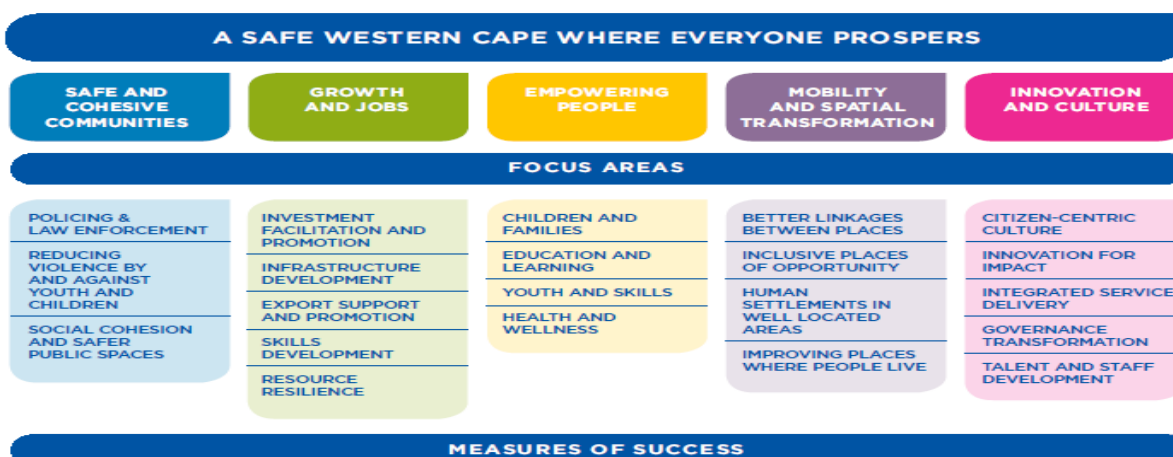 A SAFE WESTERN CAPE WHERE EVERYONE PROSPERS
SAFE AND
COHESIVE
COMMUNITIES
GROWTH
AND JOBS
EMPOWERING
PEOPLE
MOBILITY
AND SPATIAL
TRANSFORMATION
INNOVATION
AND CULTURE
FOCUS AREAS
POLICING &
LAW ENFORCEMENT
REDUCING
VIOLENCE BY
AND AGAINST
YOUTH AND
CHILDREN
SOCIAL COHESION
AND SAFER
PUBLIC SPACES
INVESTMENT
FACILITATION AND
PROMOTION
INFRASTRUCTURE
DEVELOPMENT
EXPORT SUPPORT
AND PROMOTION
SKILLS
DEVELOPMENT
RESOURCE
RESILIENCE
CHILDREN AND
FAMILIES
EDUCATION AND
LEARNING
YOUTH AND SKILLS
HEALTH AND
WELLNESS
BETTER LINKAGES
BETWEEN PLACES
INCLUSIVE PLACES
OF OPPORTUNITY
HUMAN
SETTLEMENTS IN
WELL LOCATED
AREAS
IMPROVING PLACES
WHERE PEOPLE LIVE
CITIZEN-CENTRIC
CULTURE
INNOVATION FOR
IMPACT
INTEGRATED SERVICE
DELIVERY
GOVERNANCE
TRANSFORMATION
TALENT AND STAFF
DEVELOPMENT
MEASURES OF SUCCESS